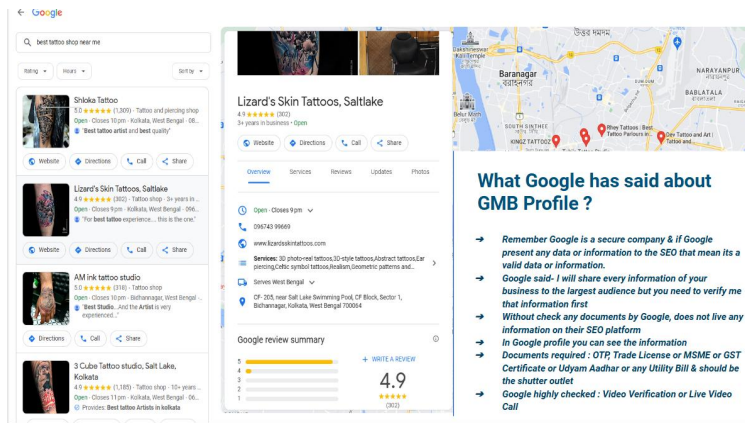 Google
best tattoo shop near me
Rating
Hours
Sort by
Shloka Tattoo
5.0 ★★★★★ (1,309) · Tattoo and piercing shop
Open · Closes 10 pm · Kolkata, West Bengal · 08...
"Best tattoo artist and best quality"
Website
Directions
Call
Share
Lizard's Skin Tattoos, Saltlake
4.9 ★★★★★ (302) · Tattoo shop · 3+ years in ...
Open · Closes 9 pm · Kolkata, West Bengal · 096...
"For best tattoo experience.... this is the one."
Website
Directions
Call
Share
AM ink tattoo studio
5.0 ★★★★★ (318) · Tattoo shop
Open · Closes 10 pm · Bidhannagar, West Bengal · ...
"Best Studio...And the Artist is very
experienced..."
Directions
Call
Share
3 Cube Tattoo studio, Salt Lake,
Kolkata
4.9 ★★★★★ (1,185) · Tattoo shop · 10+ years ...
Open · Closes 11 pm · Kolkata, West Bengal · 06...
Provides: Best tattoo Artists in kolkata
Lizard's Skin Tattoos, Saltlake
4.9 ★★★★★ (302)
3+ years in business · Open
Website
Directions
Call
Share
Overview
Services
Reviews
Updates
Photos
Open · Closes 9 pm
096743 99669
www.lizardsskintattoos.com
Services: 3D photo-real tattoos,3D-style tattoos,Abstract tattoos,Ear
piercing,Celtic symbol tattoos,Realism,Geometric patterns and...
Serves West Bengal
CF- 205, near Salt Lake Swimming Pool, CF Block, Sector 1,
Bidhannagar, Kolkata, West Bengal 700064
Google review summary
5
4
3
2
1
+ WRITE A REVIEW
4.9
★★★★★
(302)
উত্তর দমদম
Dakshineswar
Kali Temple
Baranagar
বরাহনগর
NARAYANPUR
BABLATALA
Belur Math
SOUTH SINTHEE
KINGZ TATTOOZ
Rhey Tattoos : Best
Tattoo Parlours in...
Dev Tattoo and Art |
Tattoo and
What Google has said about
GMB Profile ?
➔ Remember Google is a secure company & if Google
present any data or information to the SEO that mean its a
valid data or information.
➔ Google said- I will share every information of your
business to the largest audience but you need to verify me
that information first
➔ Without check any documents by Google, does not live any
information on their SEO platform
➔ In Google profile you can see the information
➔ Documents required : OTP, Trade License or MSME or GST
Certificate or Udyam Aadhar or any Utility Bill & should be
the shutter outlet
➔ Google highly checked : Video Verification or Live Video
Call